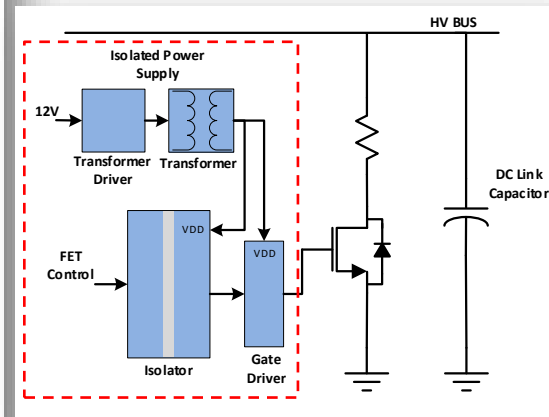 HV BUS
Isolated Power
Supply
12V
Transformer
Driver
Transformer
DC Link
Capacitor
VDD
VDD
FET
Control
Isolator
Gate
Driver